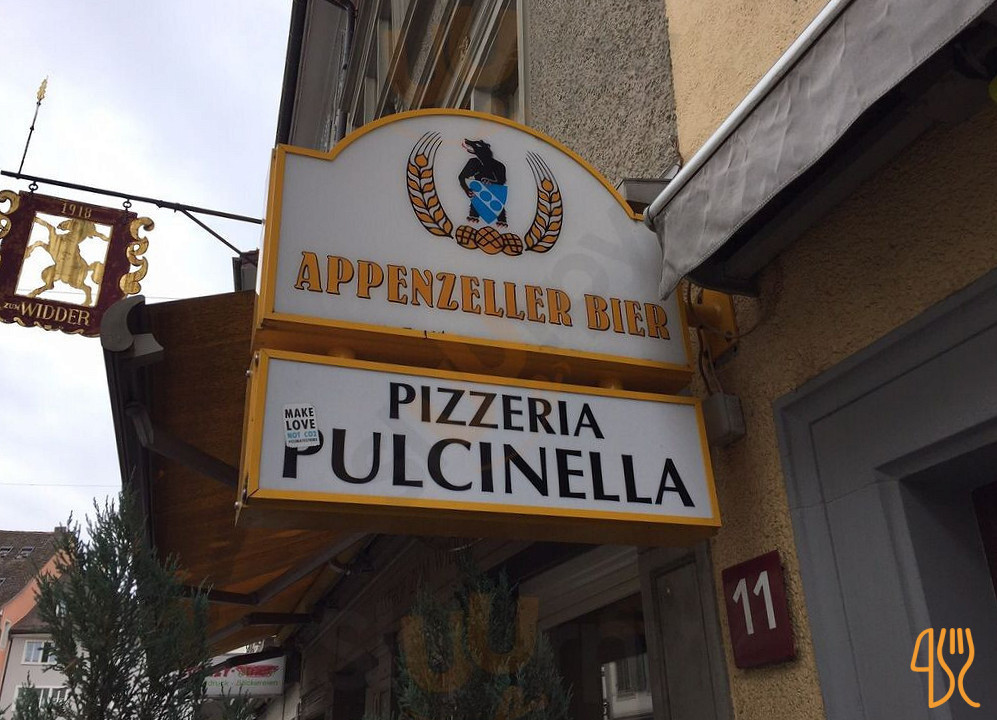 1918
ZUM WIDDER
APPENZELLER BIER
PIZZERIA
PULCINELLA
MAKE
LOVE
NOT CO2
11